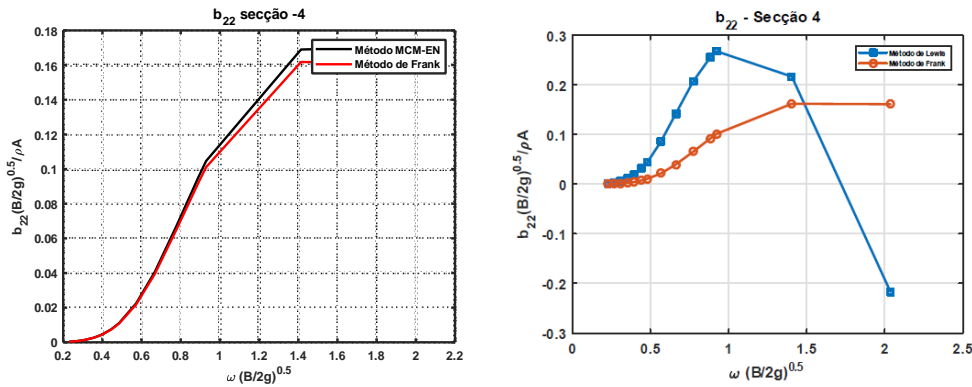 b22 secção -4
0.18
0.16
0.14
0.12
0.1
0.08
0.06
0.04
0.02
0
b22(B/2g)^0.5/ρA
Método MCM-EN
Método de Frank
0.2 0.4 0.6 0.8 1 1.2 1.4 1.6 1.8 2 2.2
ω (B/2g)^0.5
b22 - Secção 4
0.3
0.2
0.1
0
-0.1
-0.2
-0.3
b22(B/2g)^0.5/ρA
Método de Lewis
Método de Frank
0 0.5 1 1.5 2 2.5
ω (B/2g)^0.5